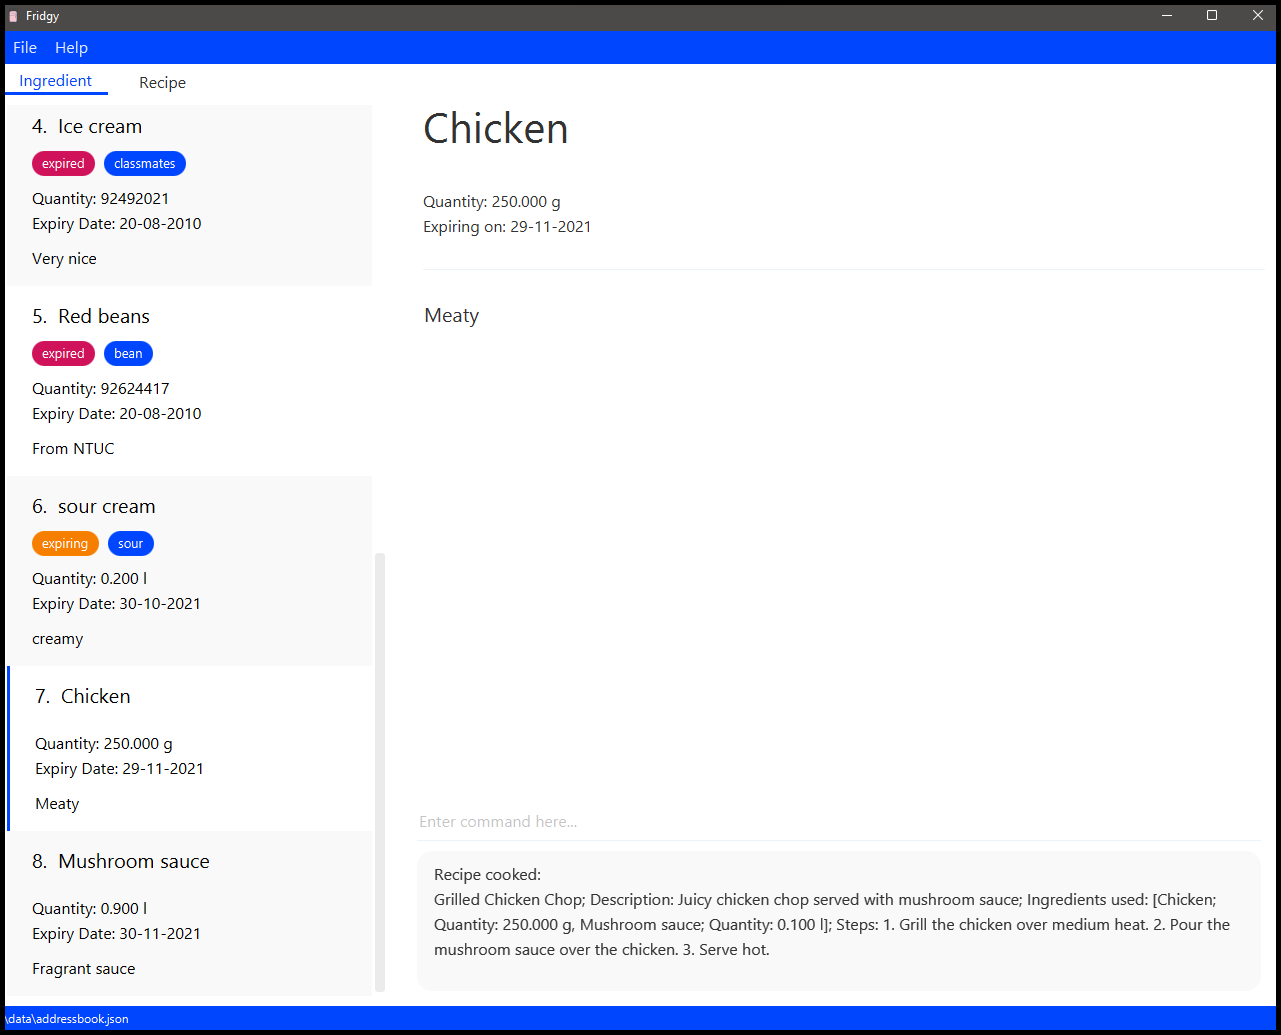 Fridgy
File Help
Ingredient Recipe
4. Ice cream
expired classmates
Quantity: 92492021
Expiry Date: 20-08-2010
Very nice
5. Red beans
expired bean
Quantity: 92624417
Expiry Date: 20-08-2010
From NTUC
6. sour cream
expiring sour
Quantity: 0.200 l
Expiry Date: 30-10-2021
creamy
7. Chicken
Quantity: 250.000 g
Expiry Date: 29-11-2021
Meaty
8. Mushroom sauce
Quantity: 0.900 l
Expiry Date: 30-11-2021
Fragrant sauce
Chicken
Quantity: 250.000 g
Expiring on: 29-11-2021
Meaty
Enter command here...
Recipe cooked:
Grilled Chicken Chop; Description: Juicy chicken chop served with mushroom sauce; Ingredients used: [Chicken;
Quantity: 250.000 g, Mushroom sauce; Quantity: 0.100 l]; Steps: 1. Grill the chicken over medium heat. 2. Pour the
mushroom sauce over the chicken. 3. Serve hot.
\data\addressbook.json